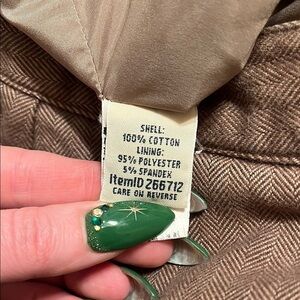 SHELL:
100% COTTON
LINING:
95% POLYESTER
5% SPANDEX
ItemID 266712
CARE ON REVERSE